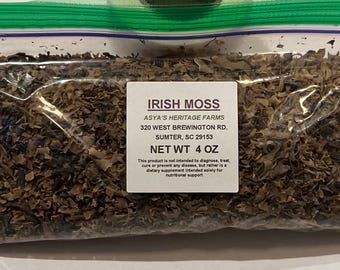 IRISH MOSS
ASYA'S HERITAGE FARMS
320 WEST BREWINGTON RD.
SUMTER, SC 29153
NET WT 4 OZ
This product is not intended to diagnose, treat,
cure or prevent any disease, but rather is a
dietary supplement intended solely for
nutritional support